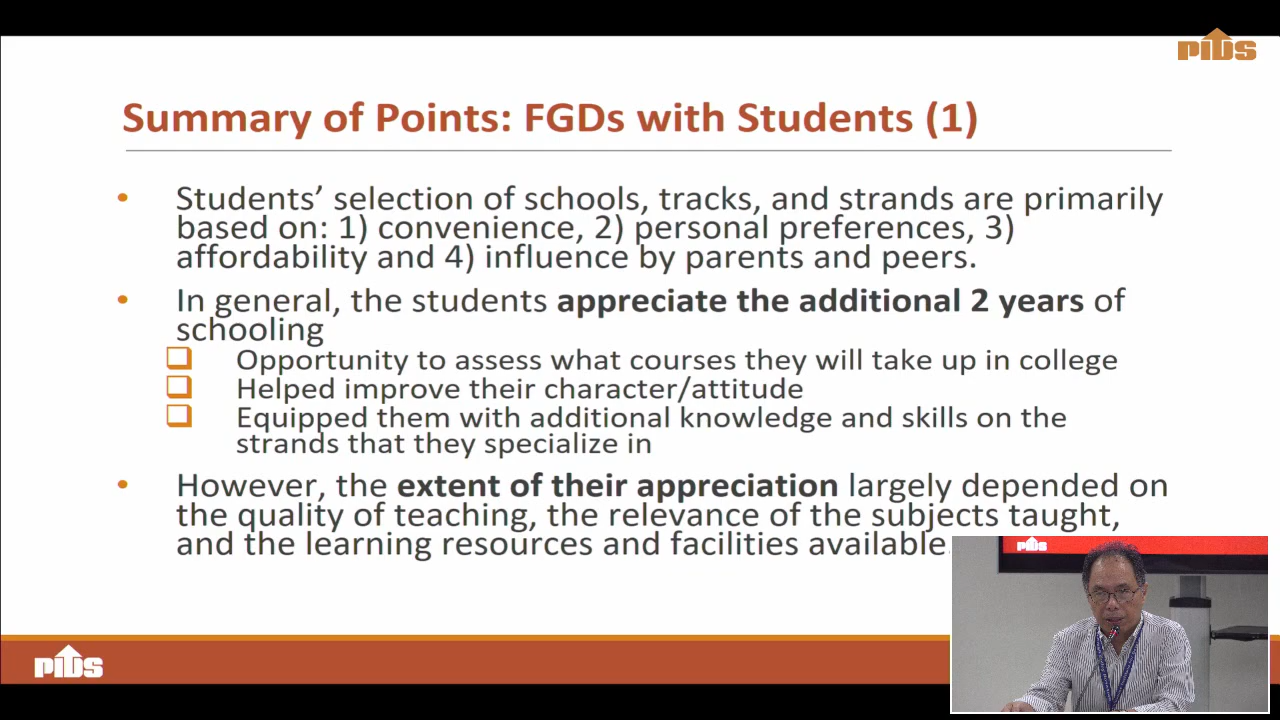 PIDS
Summary of Points: FGDs with Students (1)
• Students’ selection of schools, tracks, and strands are primarily
based on: 1) convenience, 2) personal preferences, 3)
affordability and 4) influence by parents and peers.
• In general, the students appreciate the additional 2 years of
schooling
❑ Opportunity to assess what courses they will take up in college
❑ Helped improve their character/attitude
❑ Equipped them with additional knowledge and skills on the
strands that they specialize in
• However, the extent of their appreciation largely depended on
the quality of teaching, the relevance of the subjects taught,
and the learning resources and facilities available.
PIDS
PIDS